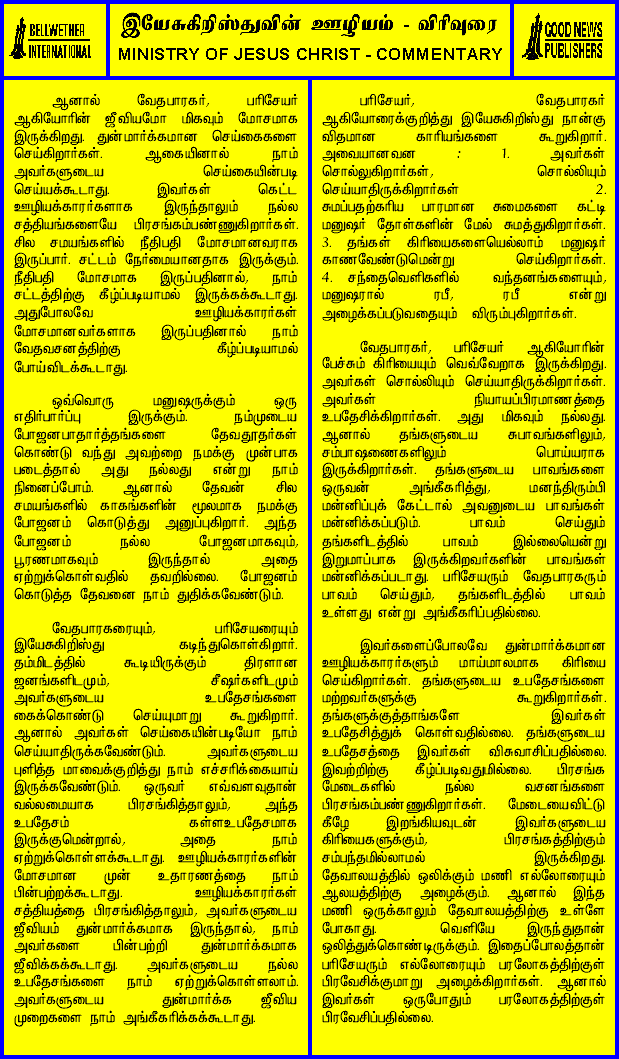 BELLWETHER
INTERNATIONAL
இயேசுகிறிஸ்துவின் ஊழியம் - விரிவுரை
MINISTRY OF JESUS CHRIST - COMMENTARY
GOOD NEWS
PUBLISHERS
ஆனால் வேதபாரகர், பரிசேயர்
ஆகியோரின் ஜீவியமோ மிகவும் மோசமாக
இருக்கிறது. துன்மார்க்கமான செய்கைகளை
செய்கிறார்கள். ஆகையினால் நாம்
அவர்களுடைய செய்கையின்படி
செய்யக்கூடாது. இவர்கள் கெட்ட
ஊழியக்காரர்களாக இருந்தாலும் நல்ல
சத்தியங்களையே பிரசங்கம்பண்ணுகிறார்கள்.
சில சமயங்களில் நீதிபதி மோசமானவராக
இருப்பார். சட்டம் நேர்மையானதாக இருக்கும்.
நீதிபதி மோசமாக இருப்பதினால், நாம்
சட்டத்திற்கு கீழ்ப்படியாமல் இருக்கக்கூடாது.
அதுபோலவே ஊழியக்காரர்கள்
மோசமானவர்களாக இருப்பதினால் நாம்
வேதவசனத்திற்கு கீழ்ப்படியாமல்
போய்விடக்கூடாது.
ஒவ்வொரு மனுஷருக்கும் ஒரு
எதிர்பார்ப்பு இருக்கும். நம்முடைய
போஜனபாதார்த்தங்களை தேவதூதர்கள்
கொண்டு வந்து அவற்றை நமக்கு முன்பாக
படைத்தால் அது நல்லது என்று நாம்
நினைப்போம். ஆனால் தேவன் சில
சமயங்களில் காகங்களின் மூலமாக நமக்கு
போஜனம் கொடுத்து அனுப்புகிறார். அந்த
போஜனம் நல்ல போஜனமாகவும்,
பூரணமாகவும் இருந்தால் அதை
ஏற்றுக்கொள்வதில் தவறில்லை. போஜனம்
கொடுத்த தேவனை நாம் துதிக்கவேண்டும்.
வேதபாரகரையும், பரிசேயரையும்
இயேசுகிறிஸ்து கடிந்துகொள்கிறார்.
தம்மிடத்தில் கூடியிருக்கும் திரளான
ஜனங்களிடமும், சீஷர்களிடமும்
அவர்களுடைய உபதேசங்களை
கைக்கொண்டு செய்யுமாறு கூறுகிறார்.
ஆனால் அவர்கள் செய்கையின்படியோ நாம்
செய்யாதிருக்கவேண்டும். அவர்களுடைய
புளித்த மாவைக்குறித்து நாம் எச்சரிக்கையாய்
இருக்கவேண்டும். ஒருவர் எவ்வளவுதான்
வல்லமையாக பிரசங்கித்தாலும், அந்த
உபதேசம் கள்ளஉபதேசமாக
இருக்குமென்றால், அதை நாம்
ஏற்றுக்கொள்ளக்கூடாது. ஊழியக்காரர்களின்
மோசமான முன் உதாரணத்தை நாம்
பின்பற்றக்கூடாது. ஊழியக்காரர்கள்
சத்தியத்தை பிரசங்கித்தாலும், அவர்களுடைய
ஜீவியம் துன்மார்க்கமாக இருந்தால், நாம்
அவர்களை பின்பற்றி துன்மார்க்கமாக
ஜீவிக்கக்கூடாது. அவர்களுடைய நல்ல
உபதேசங்களை நாம் ஏற்றுக்கொள்ளலாம்.
அவர்களுடைய துன்மார்க்க ஜீவிய
முறைகளை நாம் அங்கீகரிக்கக்கூடாது.
பரிசேயர், வேதபாரகர்
ஆகியோரைக்குறித்து இயேசுகிறிஸ்து நான்கு
விதமான காரியங்களை கூறுகிறார்.
அவையானவன : 1. அவர்கள்
சொல்லுகிறார்கள், சொல்லியும்
செய்யாதிருக்கிறார்கள் 2.
சுமப்பதற்கரிய பாரமான சுமைகளை கட்டி
மனுஷர் தோள்களின் மேல் சுமத்துகிறார்கள்.
3. தங்கள் கிரியைகளையெல்லாம் மனுஷர்
காணவேண்டுமென்று செய்கிறார்கள்.
4. சந்தைவெளிகளில் வந்தனங்களையும்,
மனுஷரால் ரபீ, ரபீ என்று
அழைக்கப்படுவதையும் விரும்புகிறார்கள்.
வேதபாரகர், பரிசேயர் ஆகியோரின்
பேச்சும் கிரியையும் வெவ்வேறாக இருக்கிறது.
அவர்கள் சொல்லியும் செய்யாதிருக்கிறார்கள்.
அவர்கள் நியாயப்பிரமாணத்தை
உபதேசிக்கிறார்கள். அது மிகவும் நல்லது.
ஆனால் தங்களுடைய சுபாவங்களிலும்,
சம்பாஷணைகளிலும் பொய்யராக
இருக்கிறார்கள். தங்களுடைய பாவங்களை
ஒருவன் அங்கீகரித்து, மனந்திரும்பி
மன்னிப்புக் கேட்டால் அவனுடைய பாவங்கள்
மன்னிக்கப்படும். பாவம் செய்தும்
தங்களிடத்தில் பாவம் இல்லையென்று
இறுமாப்பாக இருக்கிறவர்களின் பாவங்கள்
மன்னிக்கப்படாது. பரிசேயரும் வேதபாரகரும்
பாவம் செய்தும், தங்களிடத்தில் பாவம்
உள்ளது என்று அங்கீகரிப்பதில்லை.
இவர்களைப்போலவே துன்மார்க்கமான
ஊழியக்காரர்களும் மாய்மாலமாக கிரியை
செய்கிறார்கள். தங்களுடைய உபதேசங்களை
மற்றவர்களுக்கு கூறுகிறார்கள்.
தங்களுக்குத்தாங்களே இவர்கள்
உபதேசித்துக் கொள்வதில்லை. தங்களுடைய
உபதேசத்தை இவர்கள் விசுவாசிப்பதில்லை.
இவற்றிற்கு கீழ்ப்படிவதுமில்லை. பிரசங்க
மேடைகளில் நல்ல வசனங்களை
பிரசங்கம்பண்ணுகிறார்கள். மேடையைவிட்டு
கீழே இறங்கியவுடன் இவர்களுடைய
கிரியைகளுக்கும், பிரசங்கத்திற்கும்
சம்பந்தமில்லாமல் இருக்கிறது.
தேவாலயத்தில் ஒலிக்கும் மணி எல்லோரையும்
ஆலயத்திற்கு அழைக்கும். ஆனால் இந்த
மணி ஒருக்காலும் தேவாலயத்திற்கு உள்ளே
போகாது. வெளியே இருந்துதான்
ஒலித்துக்கொண்டிருக்கும். இதைப்போலத்தான்
பரிசேயரும் எல்லோரையும் பரலோகத்திற்குள்
பிரவேசிக்குமாறு அழைக்கிறார்கள். ஆனால்
இவர்கள் ஒருபோதும் பரலோகத்திற்குள்
பிரவேசிப்பதில்லை.